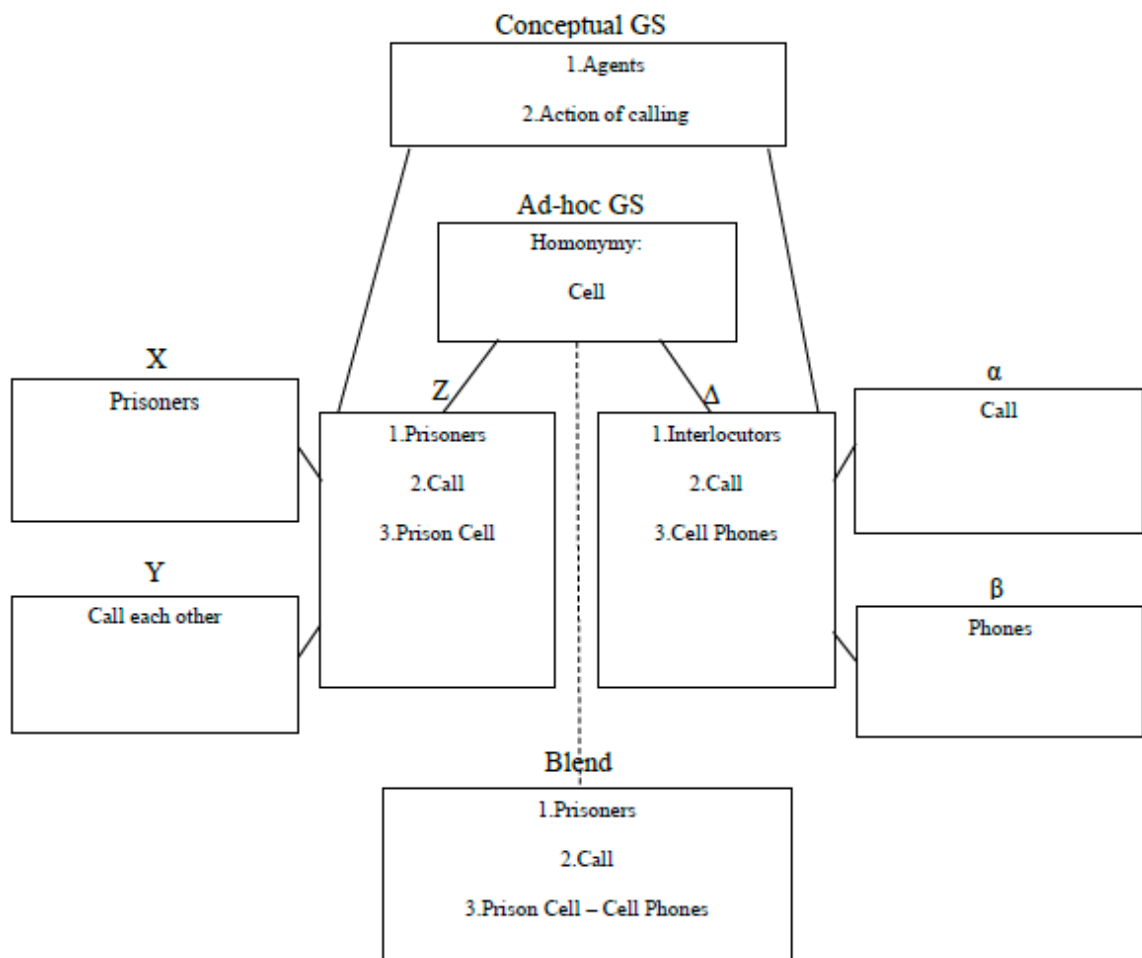 Conceptual GS
1.Agents
2.Action of calling
Ad-hoc GS
Homonymy:
Cell
X
Prisoners
Z
1.Prisoners
2.Call
3.Prison Cell
Δ
1.Interlocutors
2.Call
3.Cell Phones
α
Call
Y
Call each other
β
Phones
Blend
1.Prisoners
2.Call
3.Prison Cell – Cell Phones